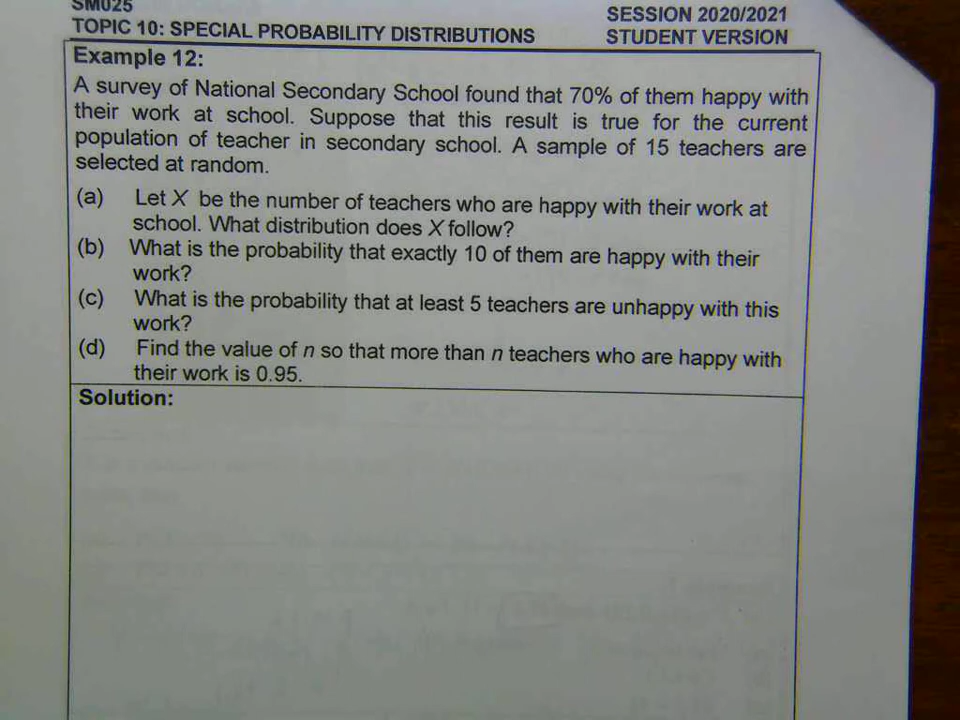 SM025
SESSION 2020/2021
TOPIC 10: SPECIAL PROBABILITY DISTRIBUTIONS
STUDENT VERSION
Example 12:
A survey of National Secondary School found that 70% of them happy with
their work at school. Suppose that this result is true for the current
population of teacher in secondary school. A sample of 15 teachers are
selected at random.
(a) Let X be the number of teachers who are happy with their work at
school. What distribution does X follow?
(b) What is the probability that exactly 10 of them are happy with their
work?
(c) What is the probability that at least 5 teachers are unhappy with this
work?
(d) Find the value of n so that more than n teachers who are happy with
their work is 0.95.
Solution: